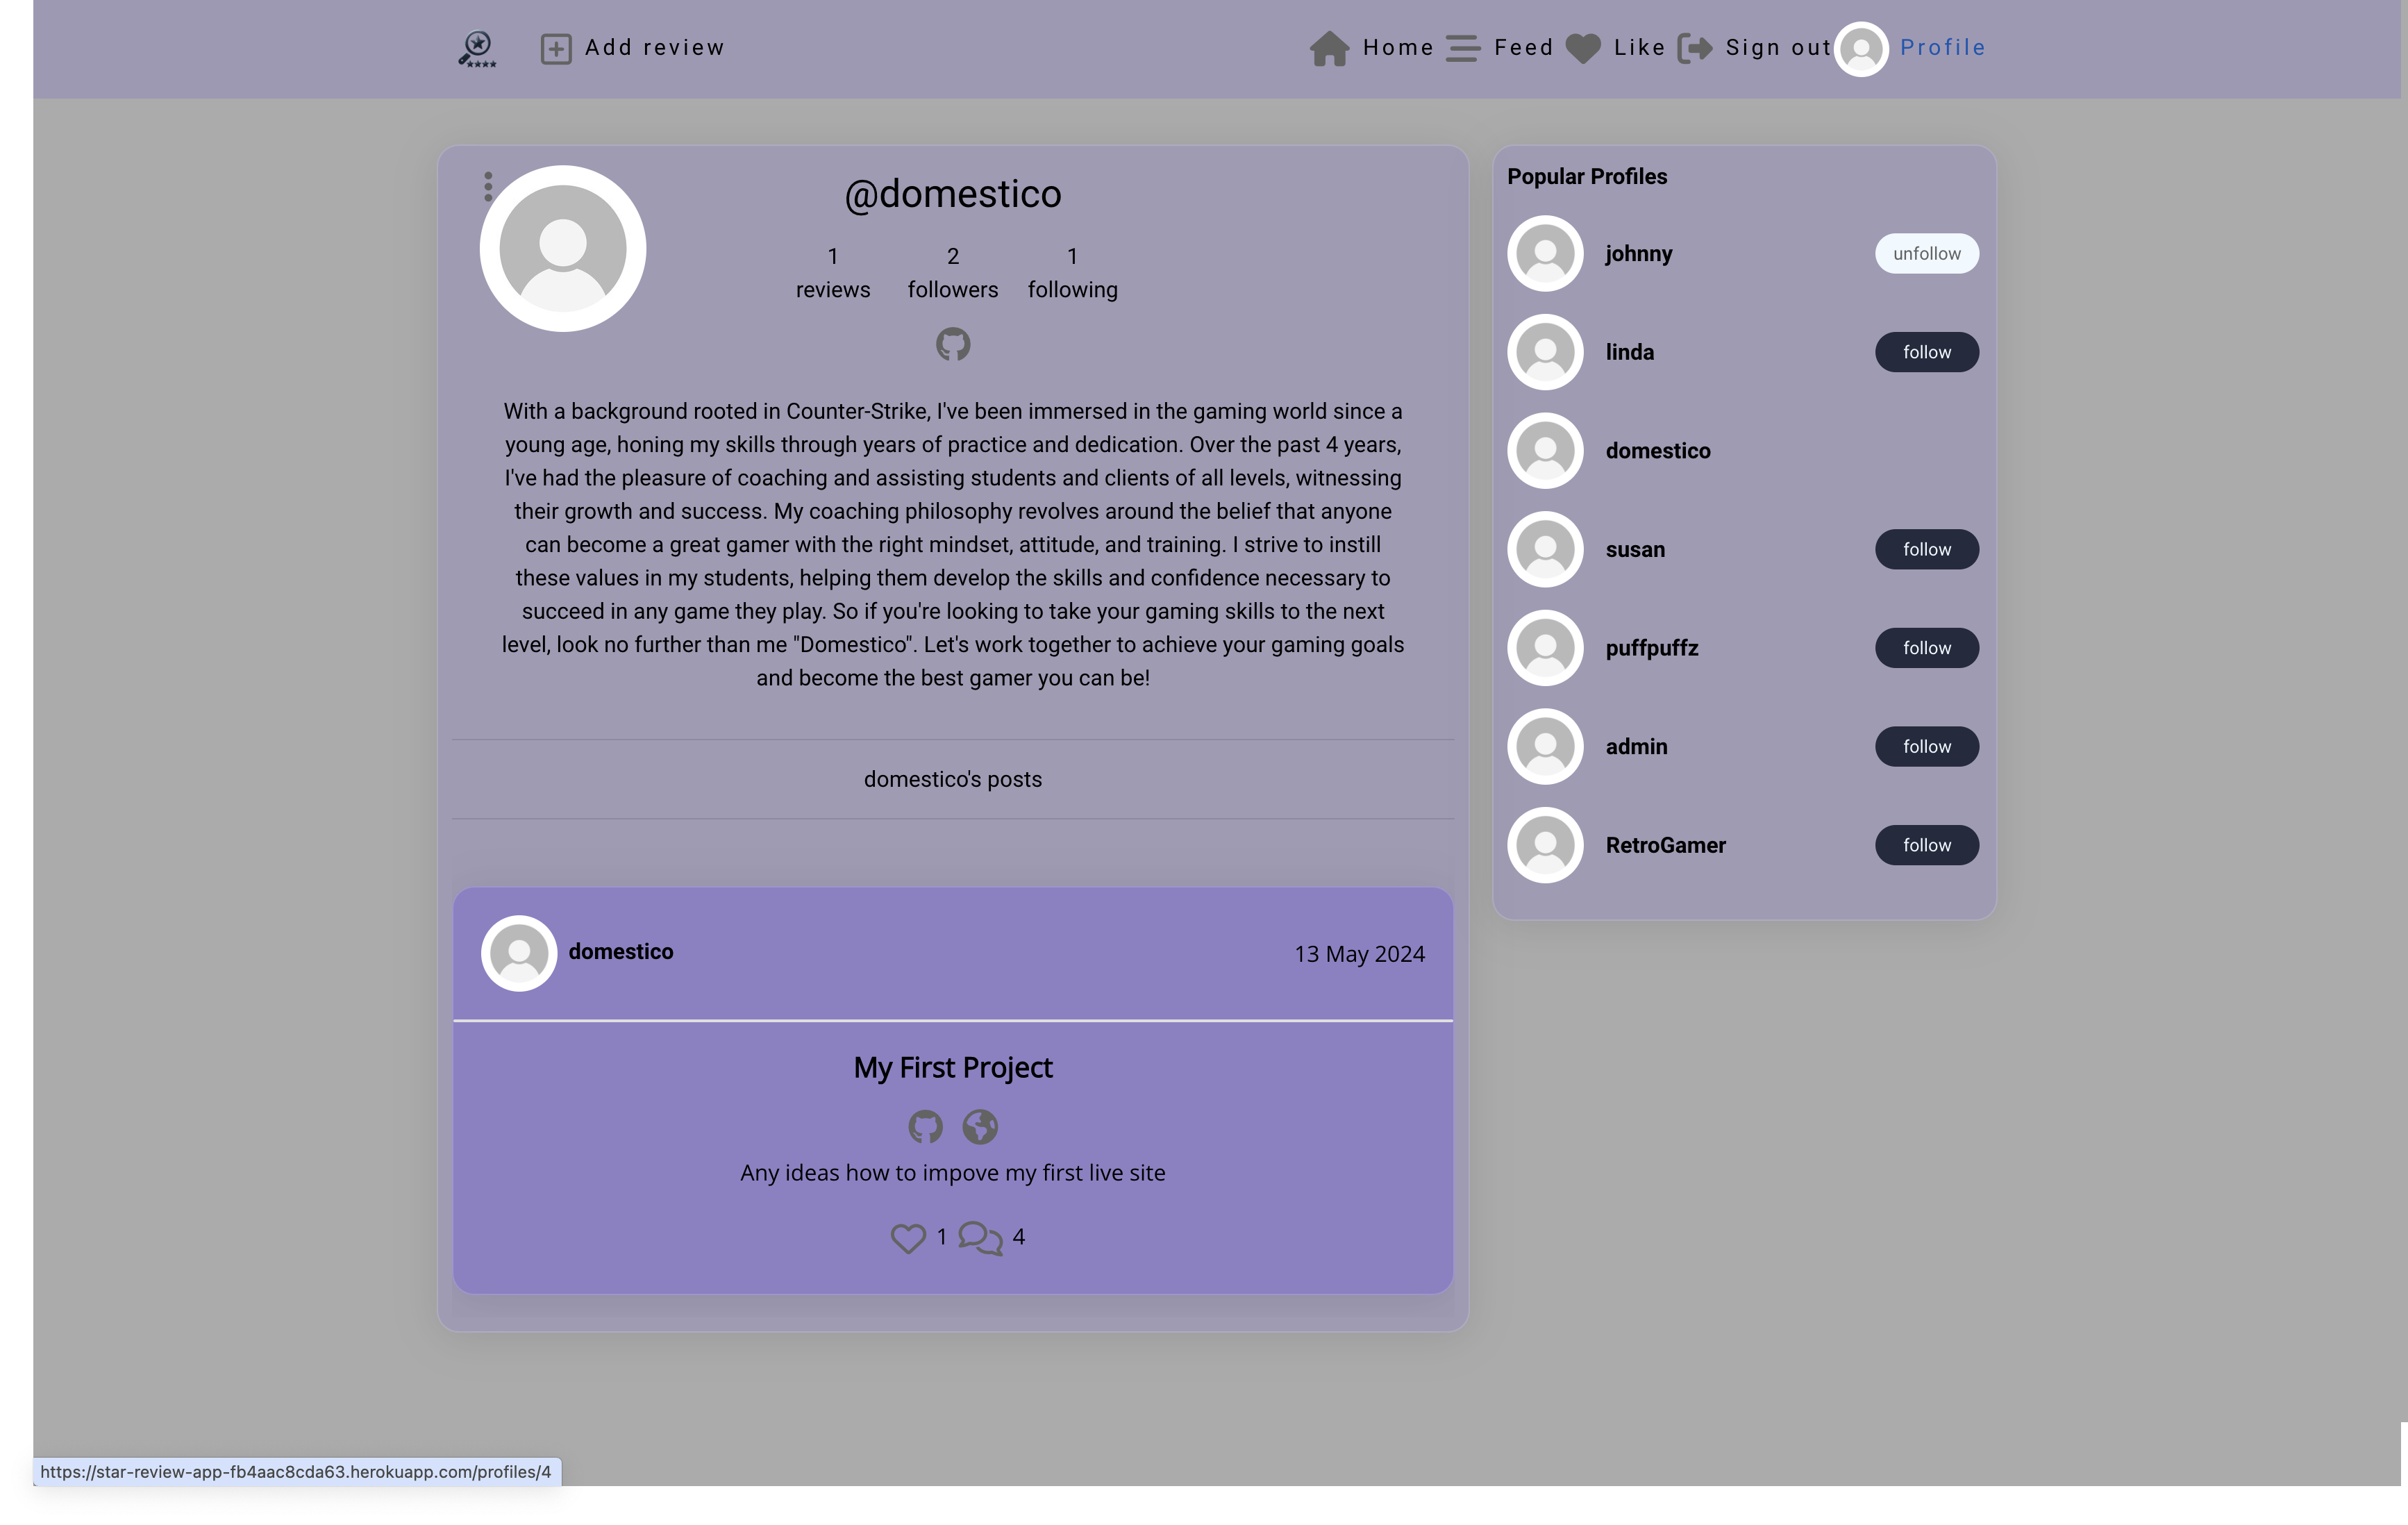 Add review
Home Feed Like Sign out Profile
@domestico
1 2 1
reviews followers following
With a background rooted in Counter-Strike, I've been immersed in the gaming world since a
young age, honing my skills through years of practice and dedication. Over the past 4 years,
I've had the pleasure of coaching and assisting students and clients of all levels, witnessing
their growth and success. My coaching philosophy revolves around the belief that anyone
can become a great gamer with the right mindset, attitude, and training. I strive to instill
these values in my students, helping them develop the skills and confidence necessary to
succeed in any game they play. So if you're looking to take your gaming skills to the next
level, look no further than me "Domestico". Let's work together to achieve your gaming goals
and become the best gamer you can be!
domestico's posts
domestico 13 May 2024
My First Project
Any ideas how to impove my first live site
1 4
Popular Profiles
johnny unfollow
linda follow
domestico
susan follow
puffpuffz follow
admin follow
RetroGamer follow
https://star-review-app-fb4aac8cda63.herokuapp.com/profiles/4